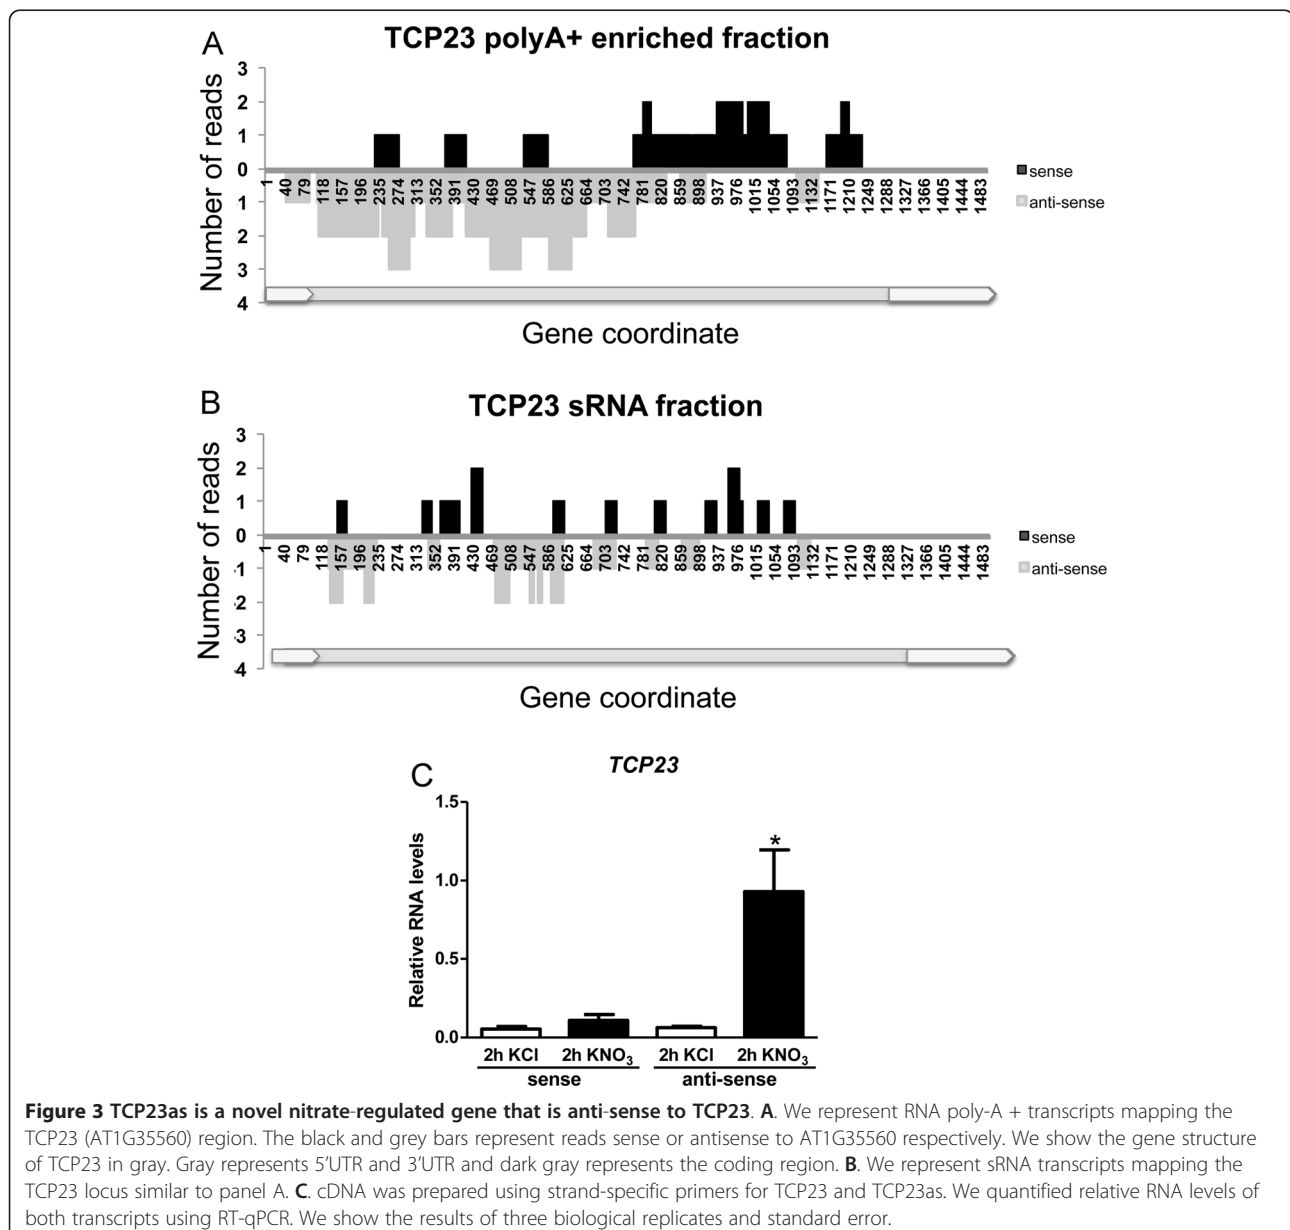 A
TCP23 polyA+ enriched fraction
Number of reads
3
2
1
0
1
2
3
4
1 40 79 118 157 196 235 274 313 352 391 430 469 508 547 586 625 664 703 742 781 820 859 898 937 976 1015 1054 1093 1132 1171 1210 1249 1288 1327 1366 1405 1444 1483
sense
anti-sense
Gene coordinate
B
TCP23 sRNA fraction
Number of reads
3
2
1
0
-1
-2
-3
-4
1 40 79 118 157 196 235 274 313 352 391 430 469 508 547 586 625 664 703 742 781 820 859 898 937 976 1015 1054 1093 1132 1171 1210 1249 1288 1327 1366 1405 1444 1483
sense
anti-sense
Gene coordinate
C
TCP23
Relative RNA levels
1.5
1.0
0.5
0.0
*
2h KCl 2h KNO₃ 2h KCl 2h KNO₃
sense anti-sense
Figure 3 TCP23as is a novel nitrate-regulated gene that is anti-sense to TCP23. A. We represent RNA poly-A + transcripts mapping the
TCP23 (AT1G35560) region. The black and grey bars represent reads sense or antisense to AT1G35560 respectively. We show the gene structure
of TCP23 in gray. Gray represents 5′UTR and 3′UTR and dark gray represents the coding region. B. We represent sRNA transcripts mapping the
TCP23 locus similar to panel A. C. cDNA was prepared using strand-specific primers for TCP23 and TCP23as. We quantified relative RNA levels of
both transcripts using RT-qPCR. We show the results of three biological replicates and standard error.